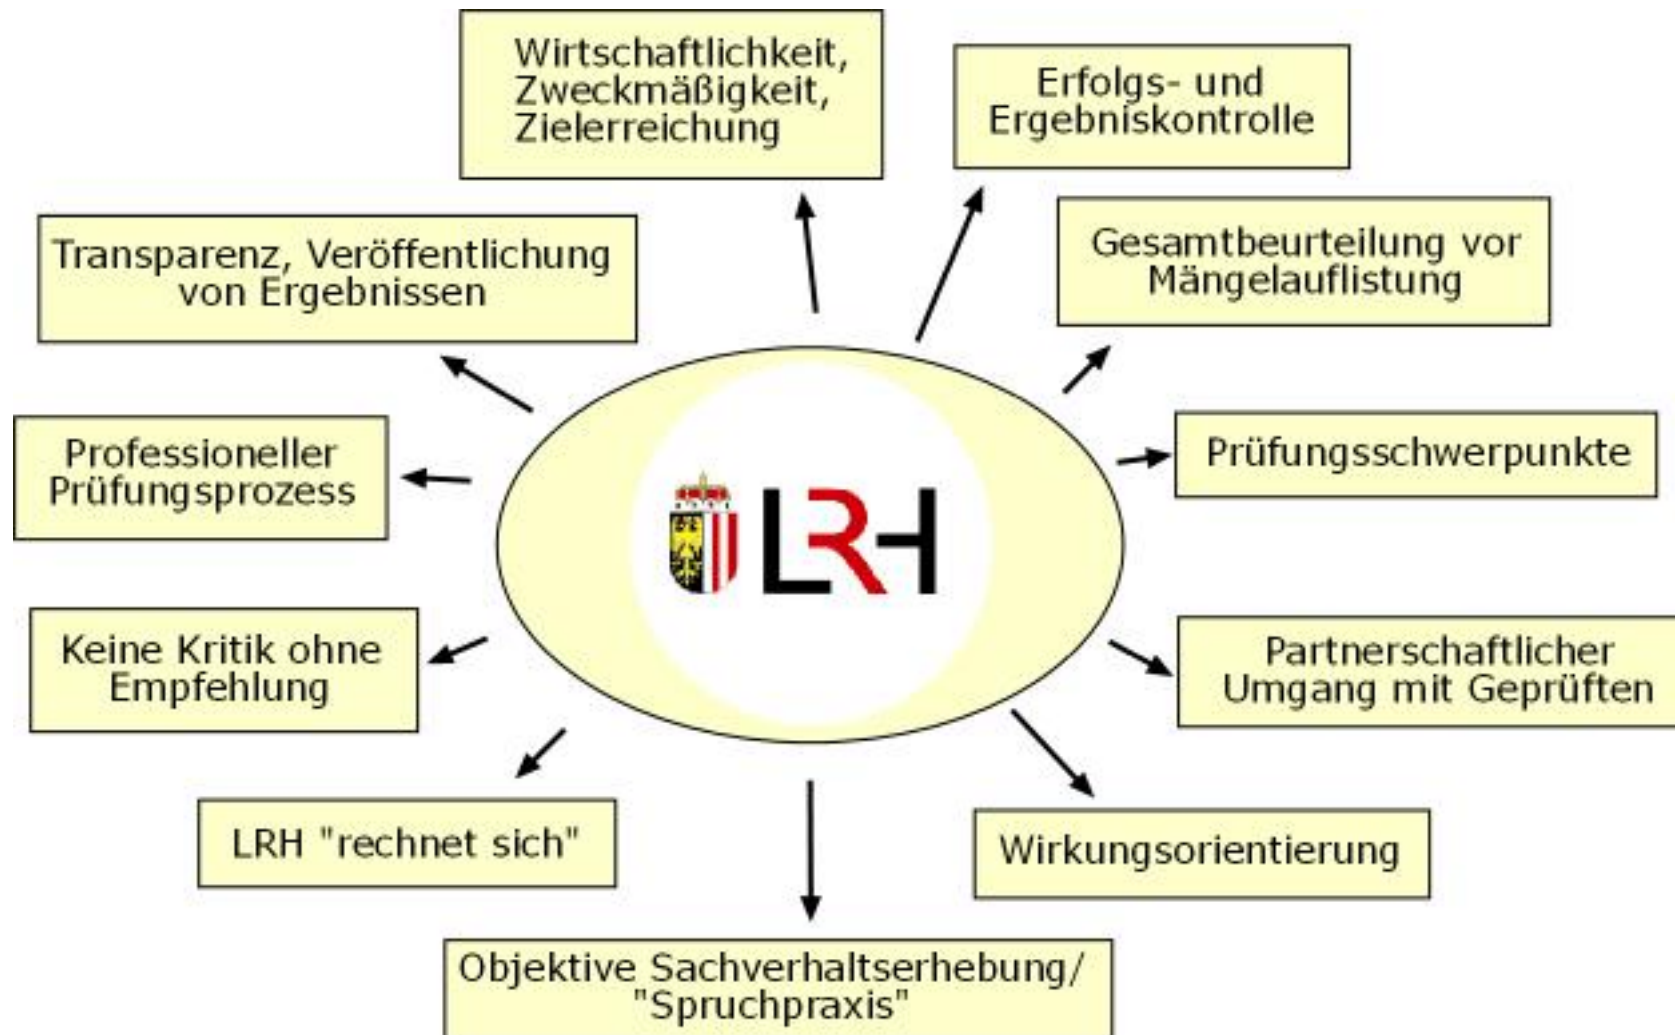 Wirtschaftlichkeit,
Zweckmäßigkeit,
Zielerreichung
Erfolgs- und
Ergebniskontrolle
Gesamtbeurteilung vor
Mängelauflistung
Transparenz, Veröffentlichung
von Ergebnissen
Prüfungsschwerpunkte
Professioneller
Prüfungsprozess
LRH
Keine Kritik ohne
Empfehlung
Partnerschaftlicher
Umgang mit Geprüften
LRH "rechnet sich"
Wirkungsorientierung
Objektive Sachverhaltserhebung/
"Spruchpraxis"